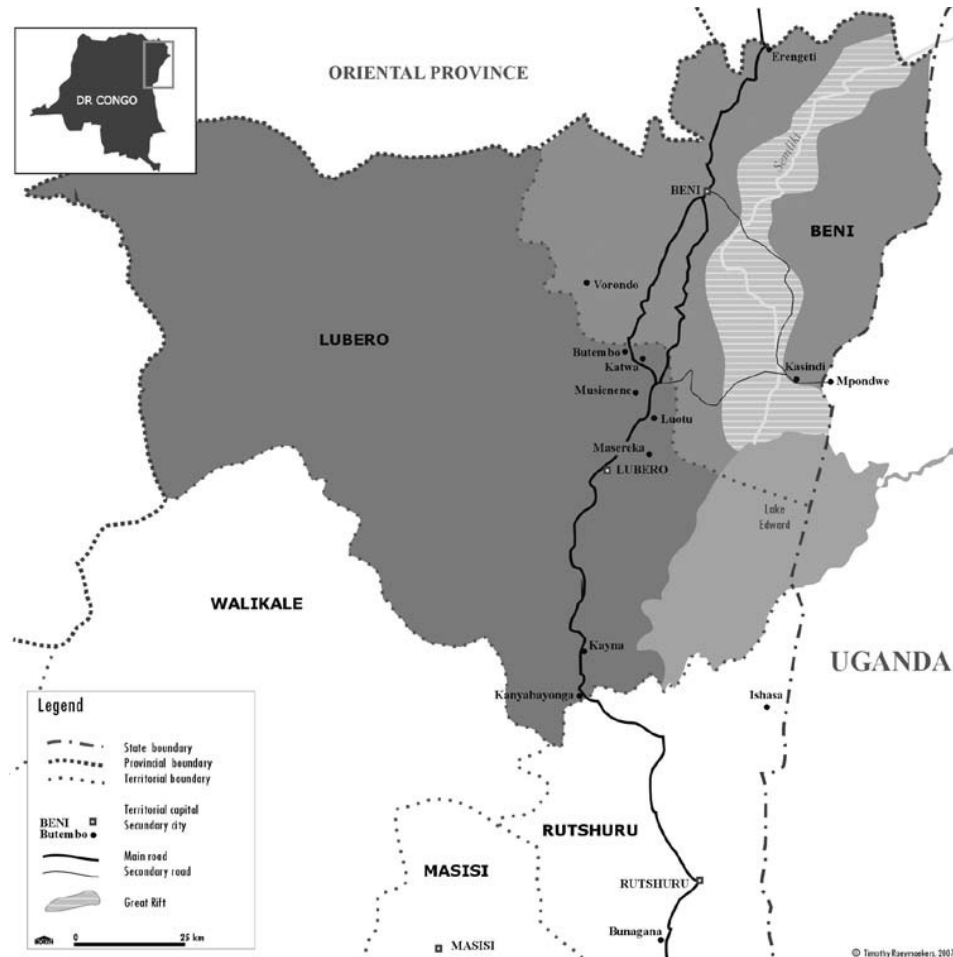 DR CONGO
ORIENTAL PROVINCE
Erengeti
Semliki
BENI
BENI
Vorondo
LUBERO
Butembo
Katwa
Kasindi
Mpondwe
Musienene
Luotu
Masereka
LUBERO
Lake
Edward
WALIKALE
Kayna
UGANDA
Kanyabayonga
Ishasa
Legend
State boundary
Provincial boundary
Territorial boundary
BENI
Territorial capital
Butembo
Secondary city
Main road
Secondary road
Great Rift
0 25 km
RUTSHURU
MASISI
RUTSHURU
Bunagana
MASISI
© Timothy Raeymaekers, 2007